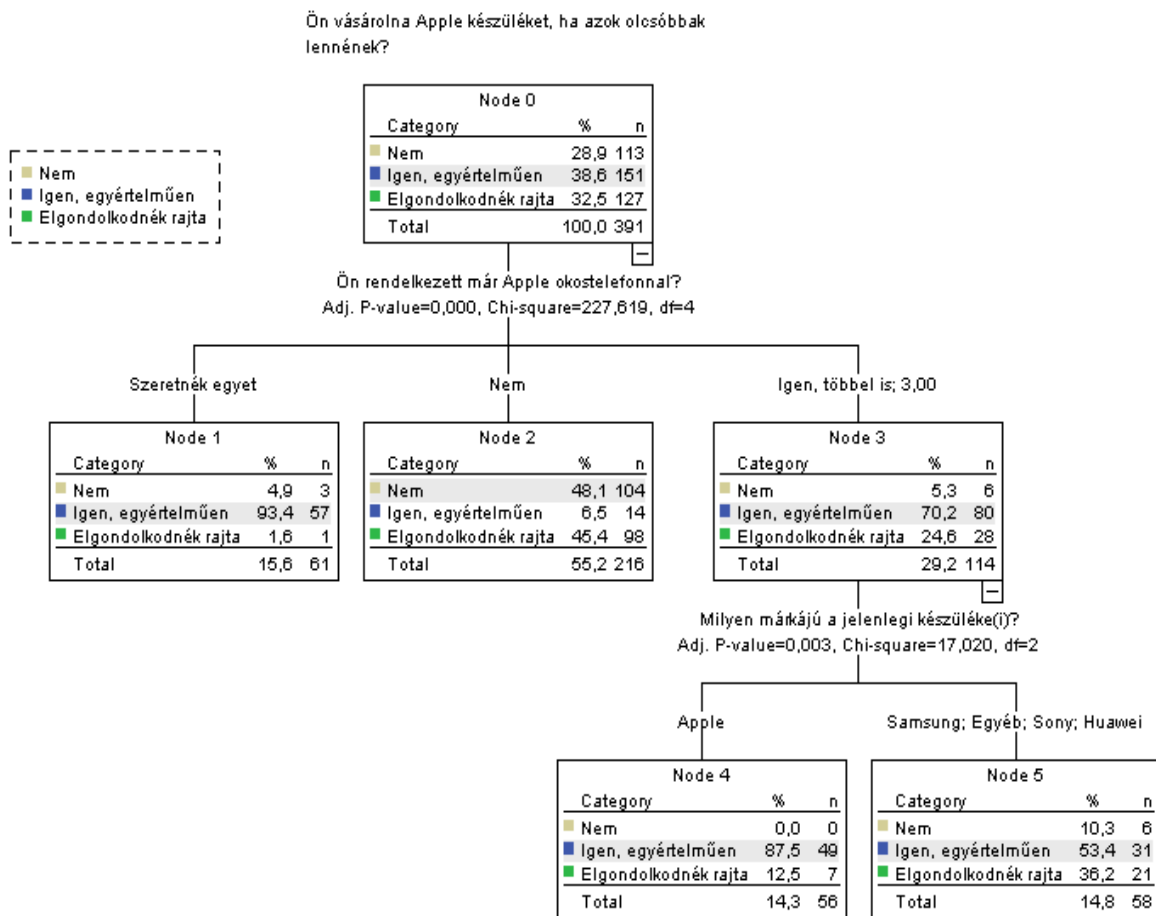 Ön vásárolna Apple készüléket, ha azok olcsóbbak
lennének?
Node 0
Category % n
Nem 28,9 113
Igen, egyértelműen 38,6 151
Elgondolkodnék rajta 32,5 127
Total 100,0 391
Nem
Igen, egyértelműen
Elgondolkodnék rajta
Ön rendelkezett már Apple okostelefonnal?
Adj. P-value=0,000, Chi-square=227,619, df=4
Szeretnék egyet
Nem
Igen, többel is; 3,00
Node 1
Category % n
Nem 4,9 3
Igen, egyértelműen 93,4 57
Elgondolkodnék rajta 1,6 1
Total 15,6 61
Node 2
Category % n
Nem 48,1 104
Igen, egyértelműen 6,5 14
Elgondolkodnék rajta 45,4 98
Total 55,2 216
Node 3
Category % n
Nem 5,3 6
Igen, egyértelműen 70,2 80
Elgondolkodnék rajta 24,6 28
Total 29,2 114
Milyen márkájú a jelenlegi készüléke(i)?
Adj. P-value=0,003, Chi-square=17,020, df=2
Apple
Samsung; Egyéb; Sony; Huawei
Node 4
Category % n
Nem 0,0 0
Igen, egyértelműen 87,5 49
Elgondolkodnék rajta 12,5 7
Total 14,3 56
Node 5
Category % n
Nem 10,3 6
Igen, egyértelműen 53,4 31
Elgondolkodnék rajta 36,2 21
Total 14,8 58